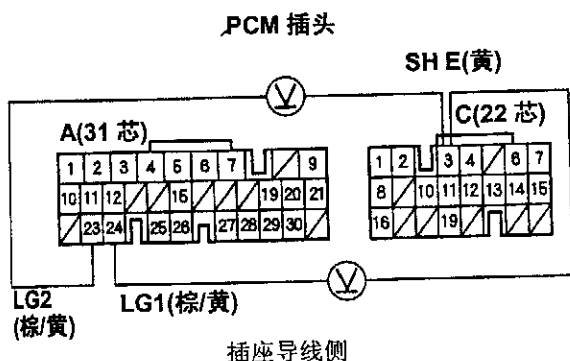 PCM 插头
SH E(黄)
A(31 芯)
C(22 芯)
1 2 3 4 5 6 7 9
10 11 12 15 19 20 21
23 24 25 26 27 28 29 30
1 2 3 4 6 7
8 10 11 12 13 14 15
16 19
V
V
LG2
(棕/黄)
LG1(棕/黄)
插座导线侧